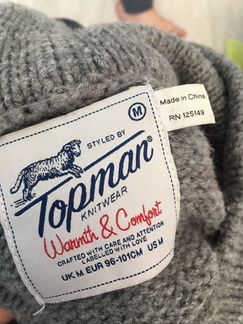 STYLED BY
M
Topman
KNITWEAR
Warmth & Comfort
CRAFTED WITH CARE AND ATTENTION
LABELLED WITH LOVE
UK M EUR 96-101CM US M
Made in China
RN 125149